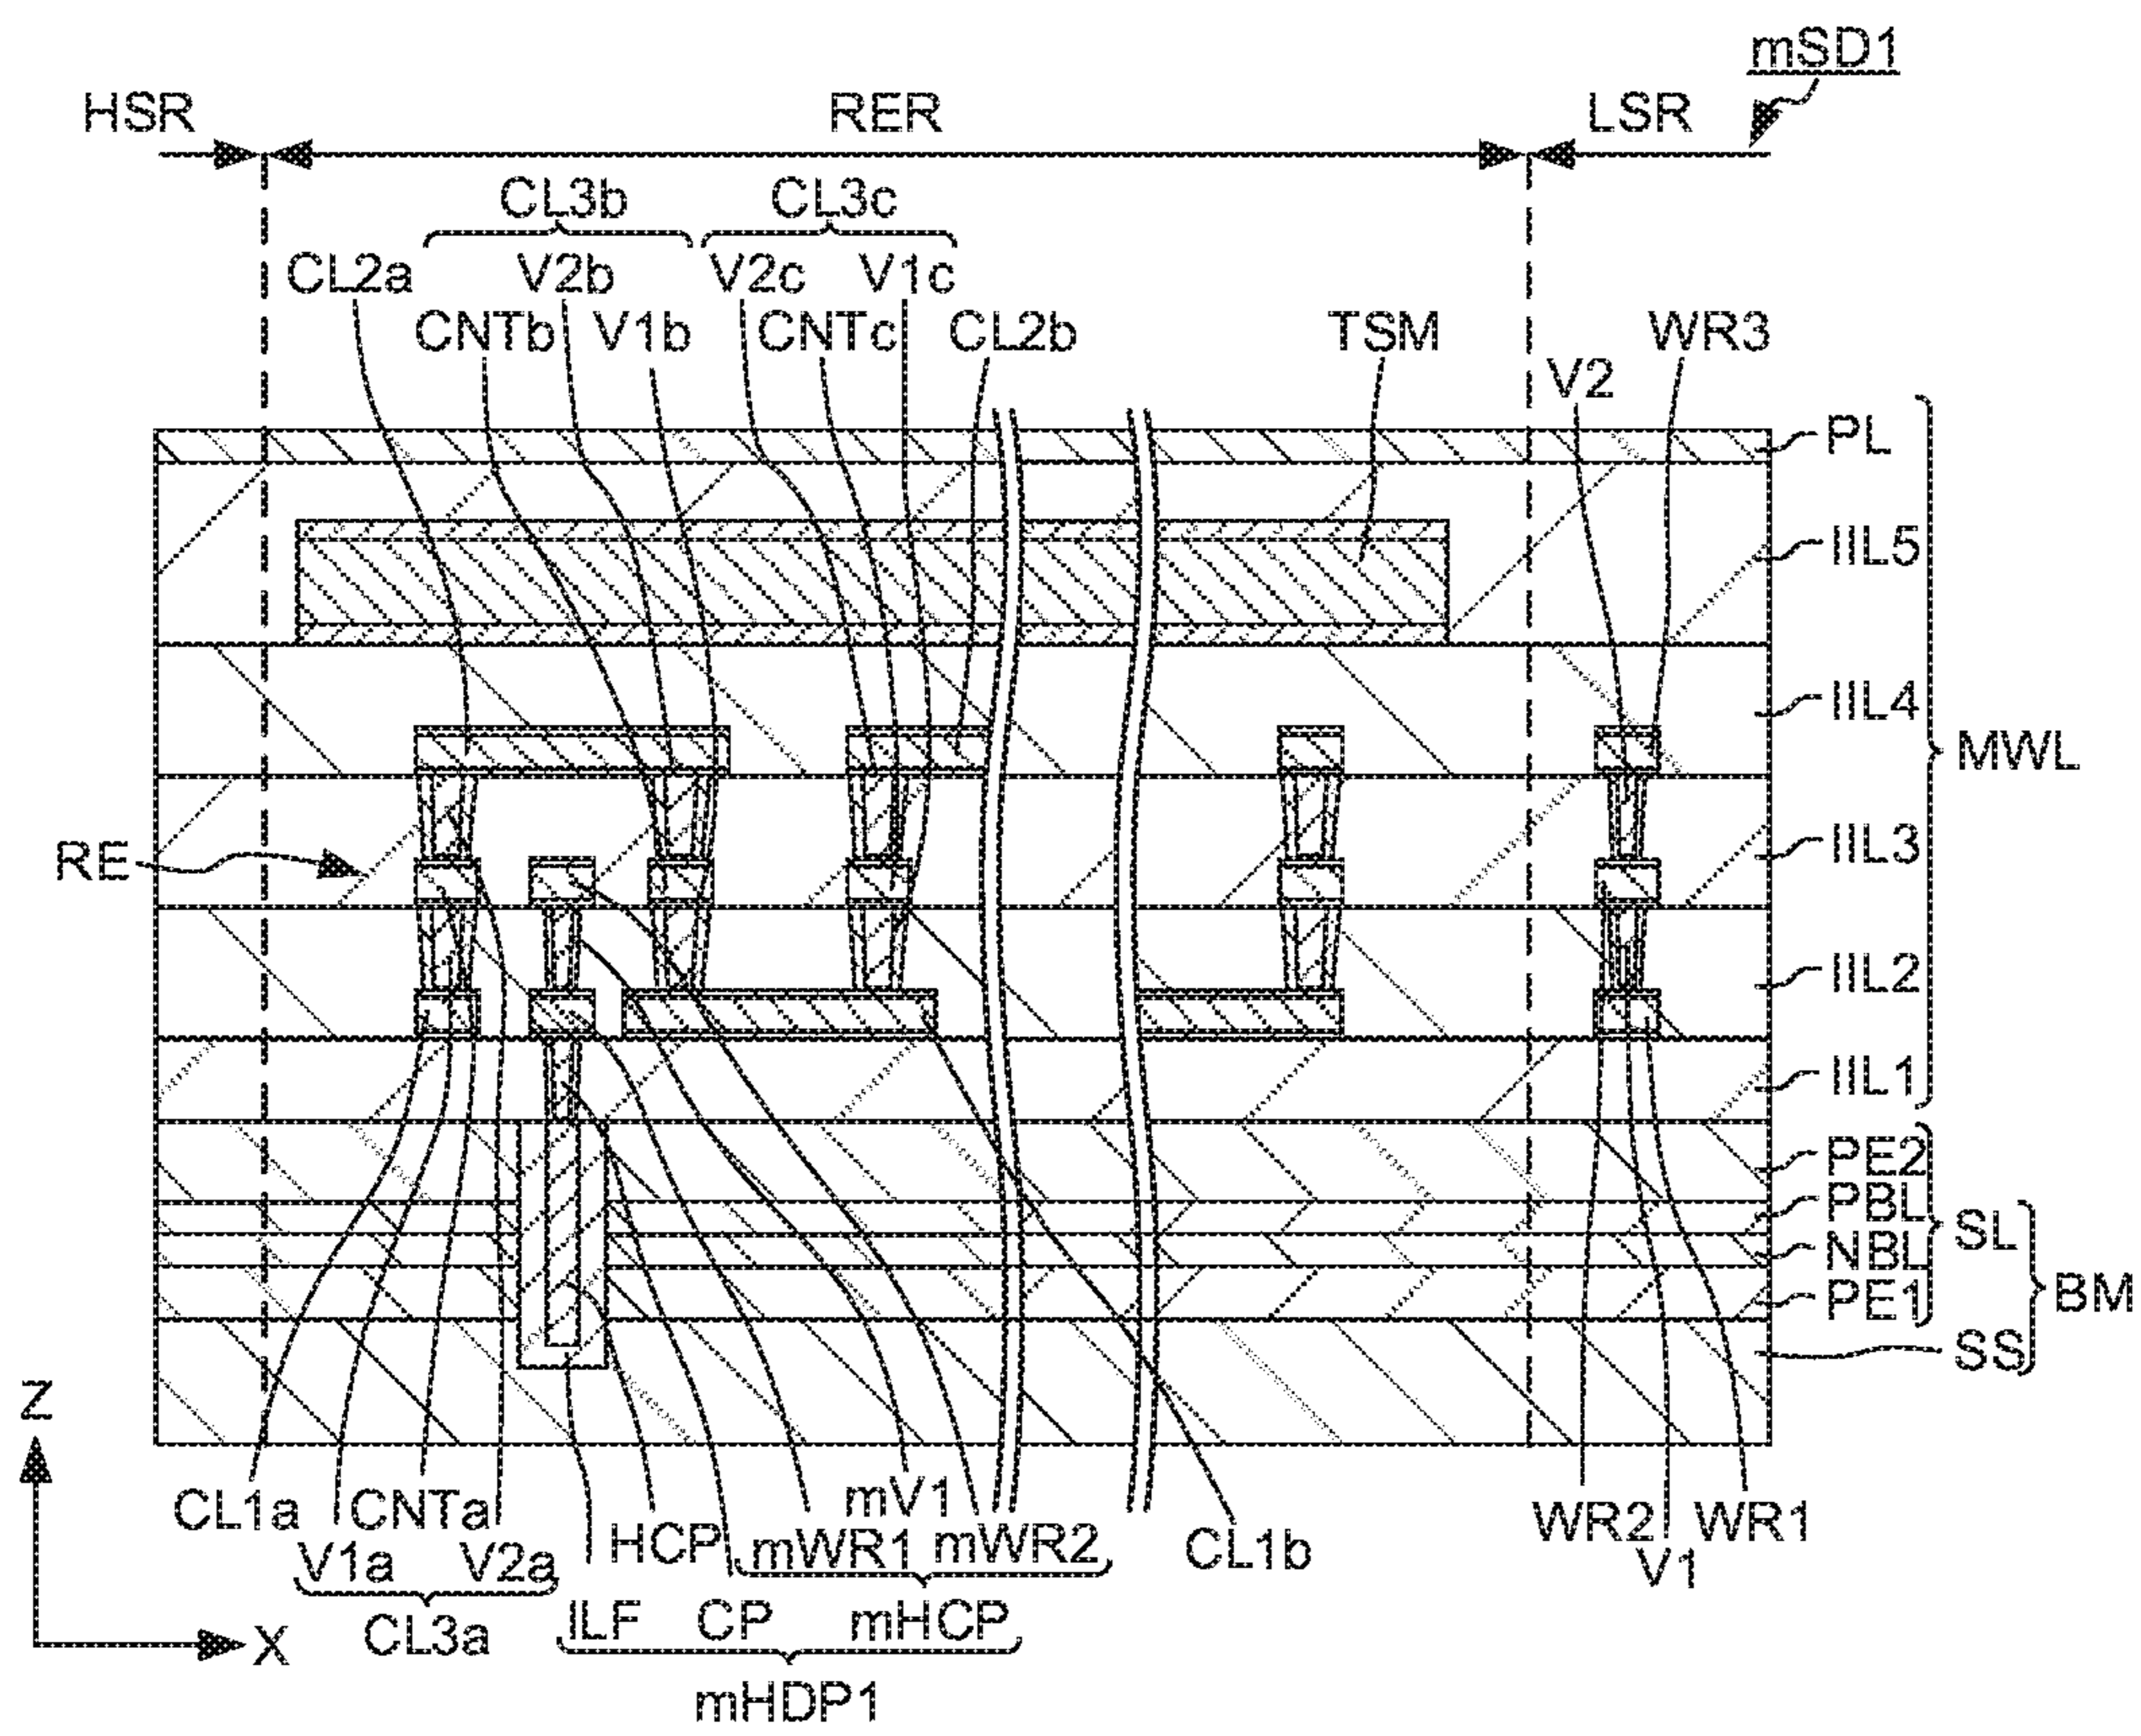 mSD1
HSR RER LSR
CL3b CL3c
CL2a V2b V2c V1c
CNTb V1b CNTc CL2b TSM WR3
V2
PL
IIL5
IIL4
MWL
RE IIL3
IIL2
IIL1
PE2
PBL
SL
NBL
BM
PE1
SS
Z
CL1a CNTa mV1 WR2 WR1
V1a V2a HCP mWR1 mWR2 CL1b V1
CL3a ILF CP mHCP
X
mHDP1